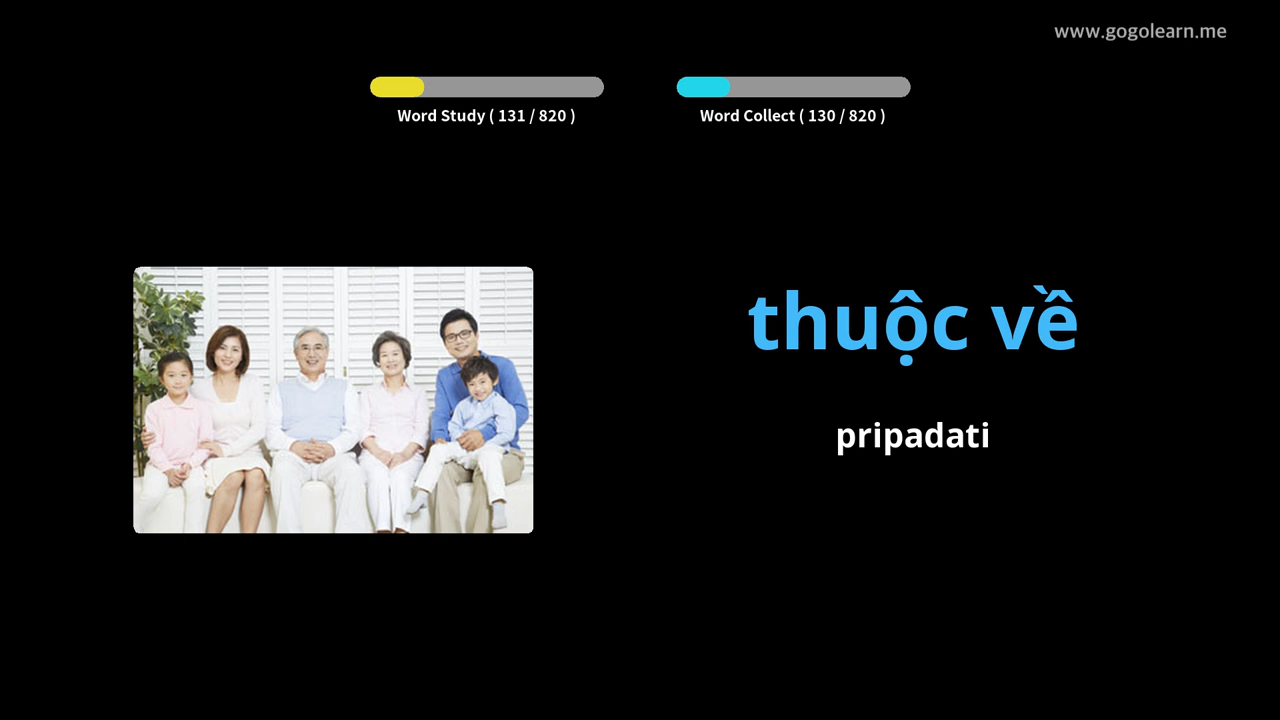 www.gogolearn.me
Word Study ( 131 / 820 )
Word Collect ( 130 / 820 )
thuộc về
pripadati